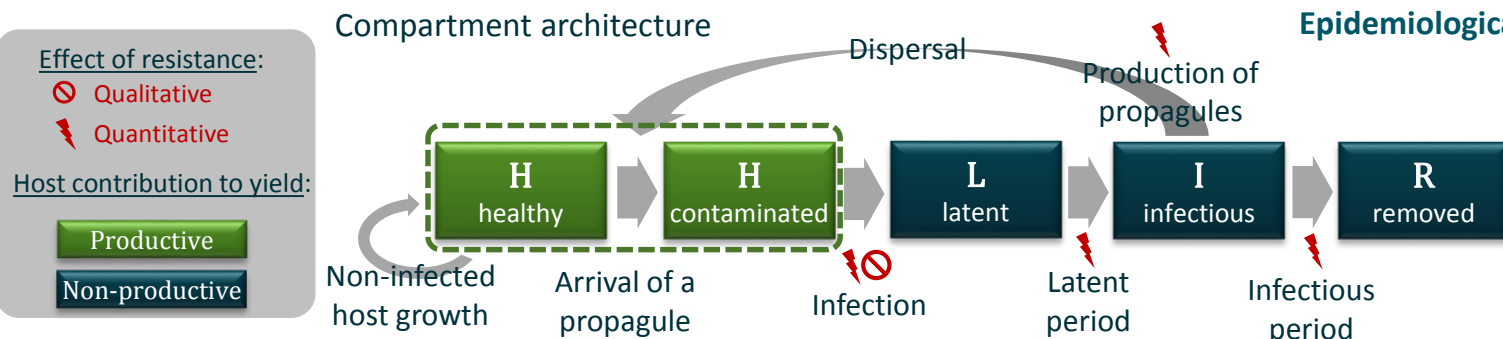 Compartment architecture
Epidemiologica
Effect of resistance:
Qualitative
Quantitative
Host contribution to yield:
Productive
Non-productive
Dispersal
Production of
propagules
H
healthy
H
contaminated
L
latent
I
infectious
R
removed
Non-infected
host growth
Arrival of a
propagule
Infection
Latent
period
Infectious
period